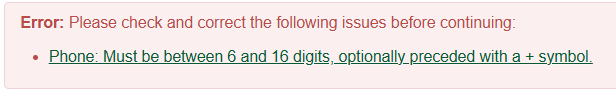 Error: Please check and correct the following issues before continuing:
• Phone: Must be between 6 and 16 digits, optionally preceded with a + symbol.